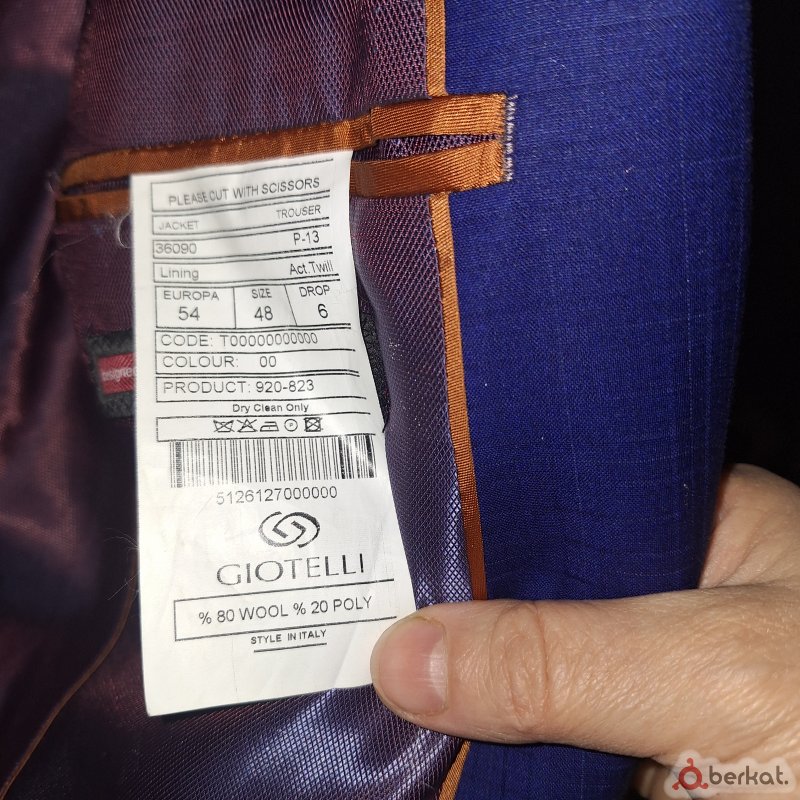 PLEASE CUT WITH SCISSORS
JACKET TROUSER
36090 P-13
Lining Act.Twill
EUROPA SIZE DROP
54 48 6
CODE: T00000000000
COLOUR: 00
PRODUCT: 920-823
Dry Clean Only
5126127000000
GIOTELLI
% 80 WOOL % 20 POLY
STYLE IN ITALY
berkat.